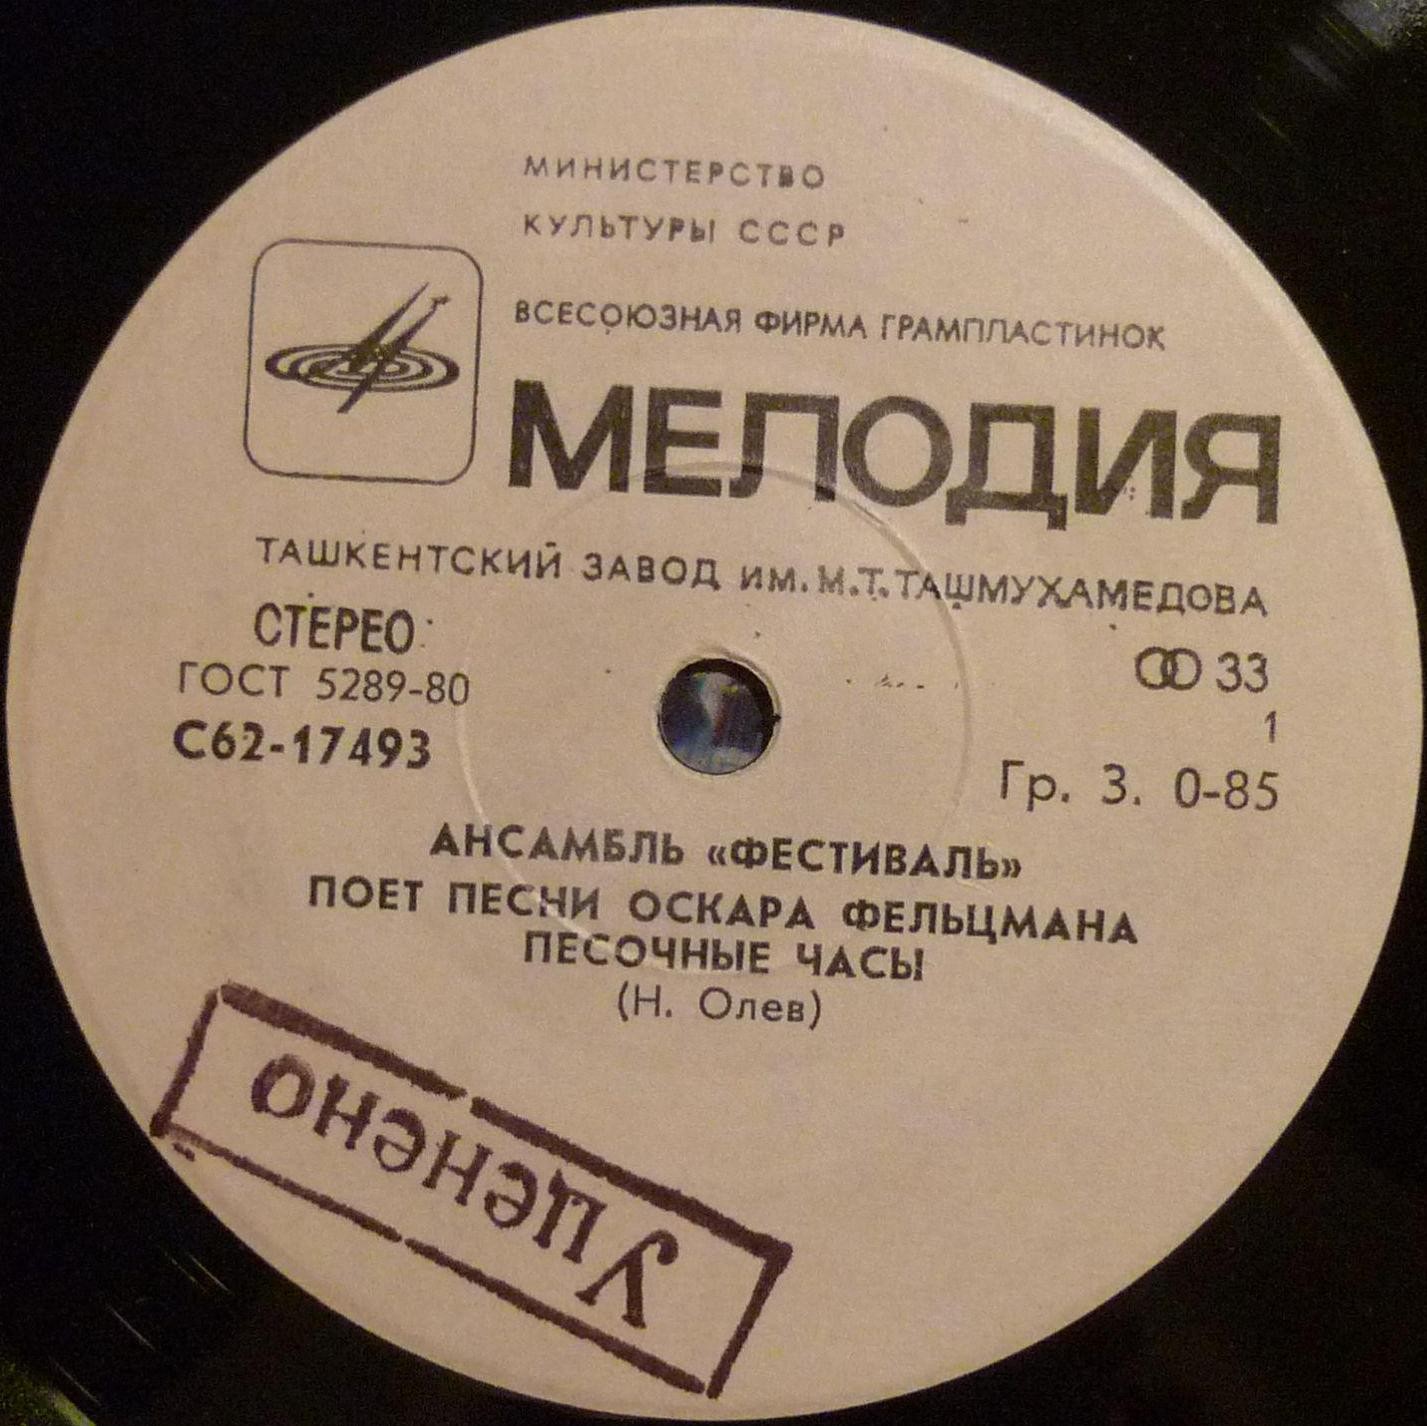 МИНИСТЕРСТВО
КУЛЬТУРЫ СССР
ВСЕСОЮЗНАЯ ФИРМА ГРАМПЛАСТИНОК
МЕЛОДИЯ
ТАШКЕНТСКИЙ ЗАВОД ИМ. М.Т. ТАШМУХАМЕДОВА
СТЕРЕО
ГОСТ 5289-80
С62-17493
33
1
Гр. 3. 0-85
АНСАМБЛЬ «ФЕСТИВАЛЬ»
ПОЕТ ПЕСНИ ОСКАРА ФЕЛЬЦМАНА
ПЕСОЧНЫЕ ЧАСЫ
(Н. Олев)
Уценено